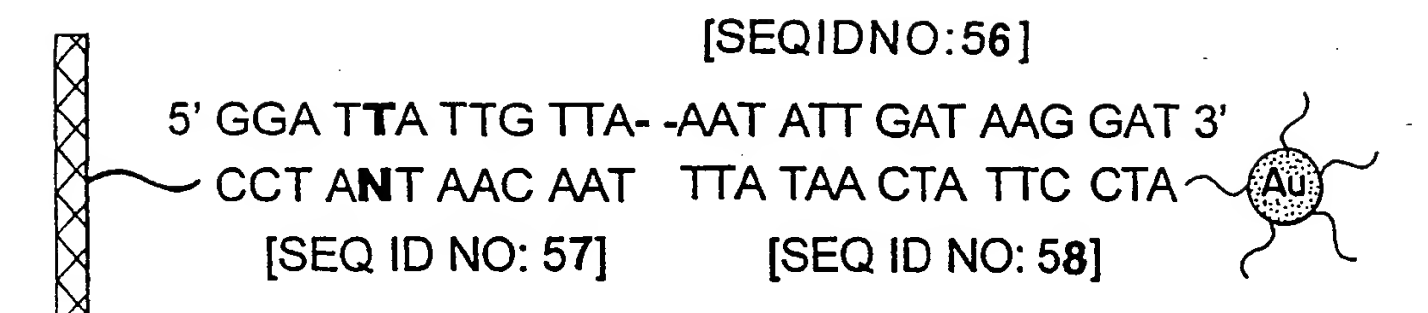 [SEQIDNO:56]
5' GGA TTA TTG TTA- -AAT ATT GAT AAG GAT 3'
CCT ANT AAC AAT TTA TAA CTA TTC CTA Au
[SEQ ID NO: 57] [SEQ ID NO: 58]